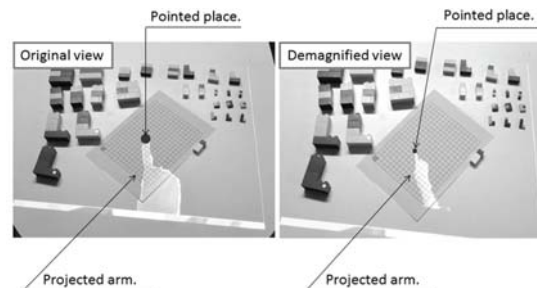 Pointed place.
Pointed place.
Original view
Demagnified view
Projected arm.
Projected arm.